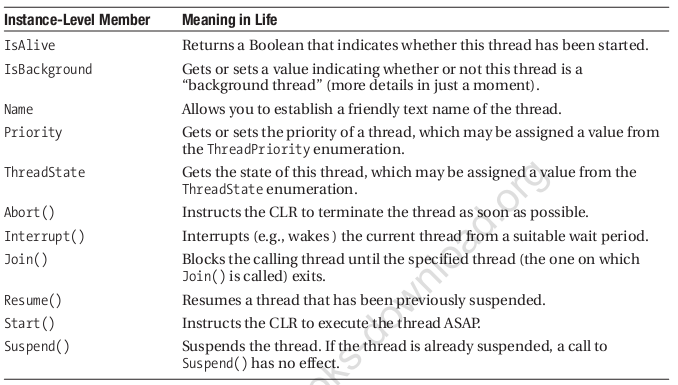 Instance-Level Member Meaning in Life
IsAlive Returns a Boolean that indicates whether this thread has been started.
IsBackground Gets or sets a value indicating whether or not this thread is a
“background thread” (more details in just a moment).
Name Allows you to establish a friendly text name of the thread.
Priority Gets or sets the priority of a thread, which may be assigned a value from
the ThreadPriority enumeration.
ThreadState Gets the state of this thread, which may be assigned a value from the
ThreadState enumeration.
Abort() Instructs the CLR to terminate the thread as soon as possible.
Interrupt() Interrupts (e.g., wakes ) the current thread from a suitable wait period.
Join() Blocks the calling thread until the specified thread (the one on which
Join() is called) exits.
Resume() Resumes a thread that has been previously suspended.
Start() Instructs the CLR to execute the thread ASAP.
Suspend() Suspends the thread. If the thread is already suspended, a call to
Suspend() has no effect.
ooks-download.org